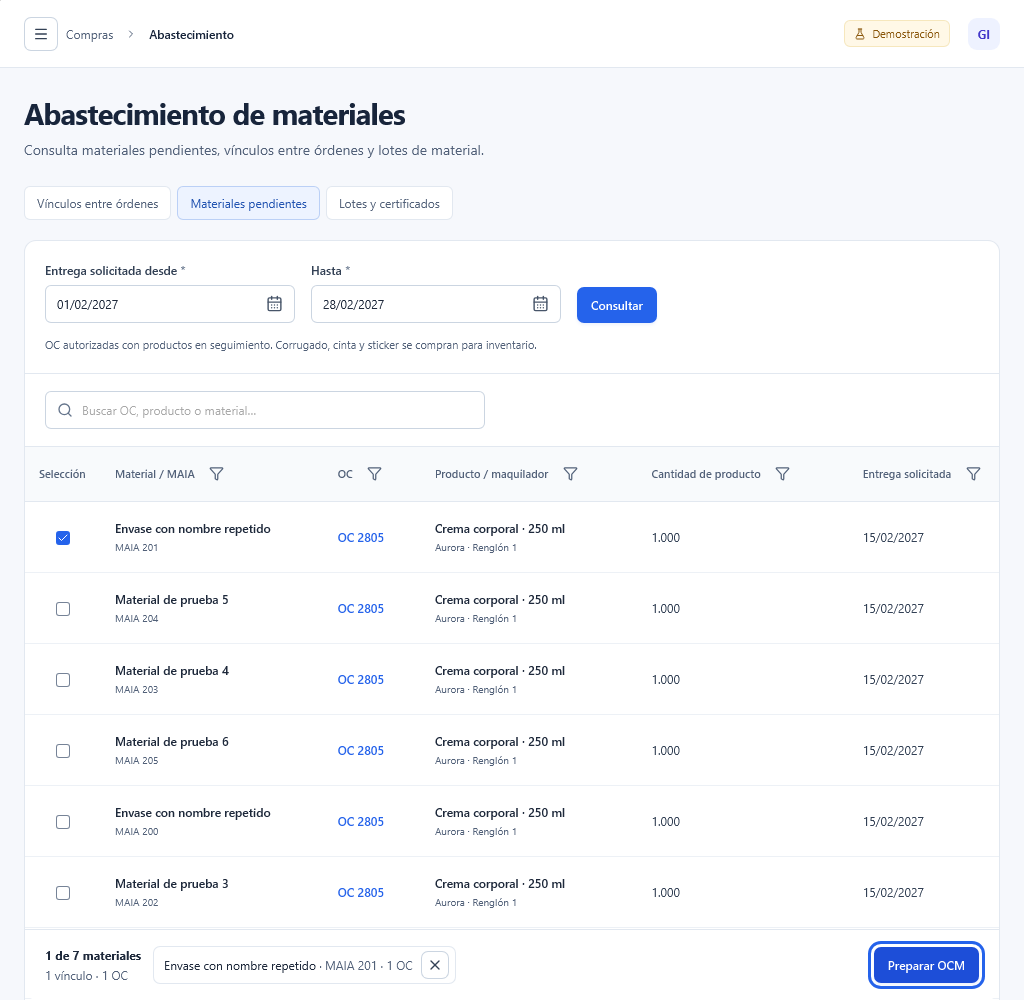 Compras > Abastecimiento
Demostración
GI
Abastecimiento de materiales
Consulta materiales pendientes, vínculos entre órdenes y lotes de material.
Vínculos entre órdenes
Materiales pendientes
Lotes y certificados
Entrega solicitada desde *
Hasta *
01/02/2027
28/02/2027
Consultar
OC autorizadas con productos en seguimiento. Corrugado, cinta y sticker se compran para inventario.
Buscar OC, producto o material...
Selección Material / MAIA OC Producto / maquilador Cantidad de producto Entrega solicitada
Envase con nombre repetido OC 2805 Crema corporal · 250 ml 1.000 15/02/2027
MAIA 201 Aurora · Renglón 1
Material de prueba 5 OC 2805 Crema corporal · 250 ml 1.000 15/02/2027
MAIA 204 Aurora · Renglón 1
Material de prueba 4 OC 2805 Crema corporal · 250 ml 1.000 15/02/2027
MAIA 203 Aurora · Renglón 1
Material de prueba 6 OC 2805 Crema corporal · 250 ml 1.000 15/02/2027
MAIA 205 Aurora · Renglón 1
Envase con nombre repetido OC 2805 Crema corporal · 250 ml 1.000 15/02/2027
MAIA 200 Aurora · Renglón 1
Material de prueba 3 OC 2805 Crema corporal · 250 ml 1.000 15/02/2027
MAIA 202 Aurora · Renglón 1
1 de 7 materiales
1 vínculo · 1 OC
Envase con nombre repetido · MAIA 201 · 1 OC
Preparar OCM